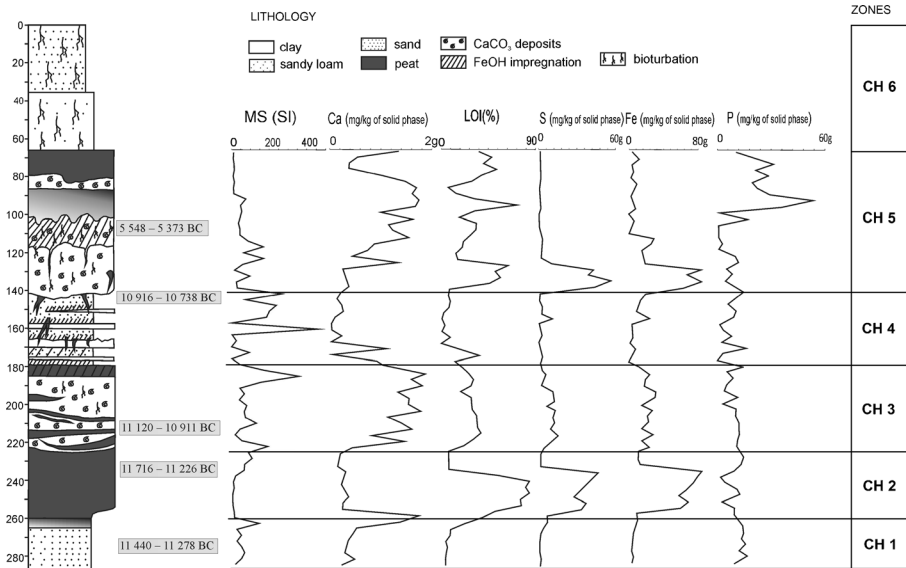 LITHOLOGY
ZONES
clay
sand
CaCO₃ deposits
sandy loam
peat
FeOH impregnation
bioturbation
MS (SI)
Ca (mg/kg of solid phase)
LOI(%)
S (mg/kg of solid phase)
Fe (mg/kg of solid phase)
P (mg/kg of solid phase)
0 200 400
0 2g
0 90
0 60g
0 80g
0 60g
0
20
40
60
80
100
120
140
160
180
200
220
240
260
280
5 548 – 5 373 BC
10 916 – 10 738 BC
11 120 – 10 911 BC
11 716 – 11 226 BC
11 440 – 11 278 BC
CH 6
CH 5
CH 4
CH 3
CH 2
CH 1